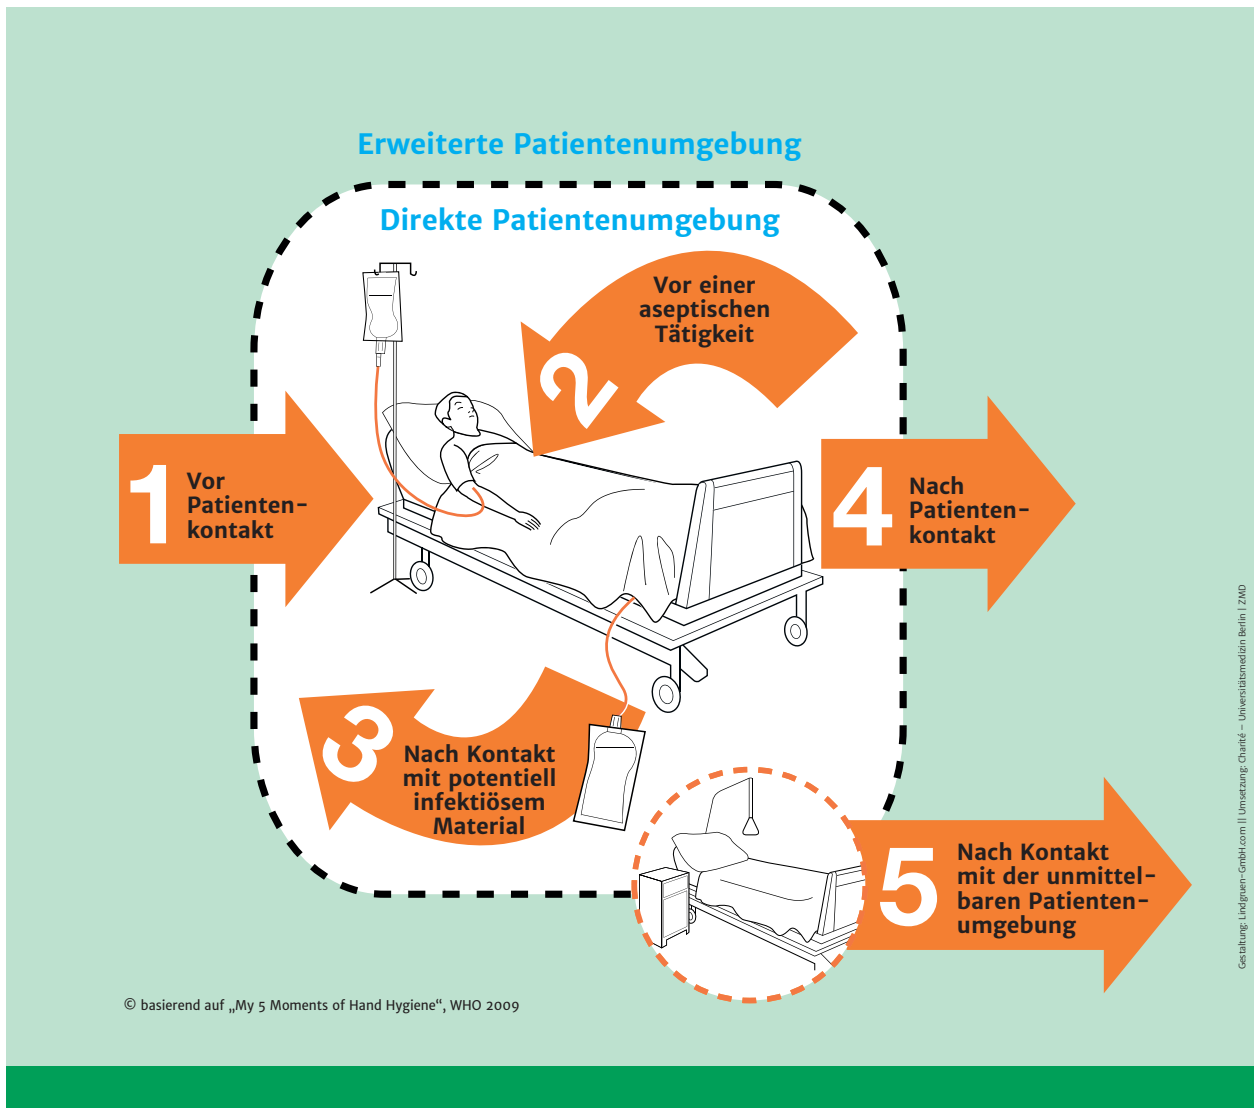 Erweiterte Patientenumgebung
Direkte Patientenumgebung
Vor einer
aseptischen
Tätigkeit
2
1
Vor
Patienten-
kontakt
4
Nach
Patienten-
kontakt
3
Nach Kontakt
mit potentiell
infektiösem
Material
5
Nach Kontakt
mit der unmittel-
baren Patienten-
umgebung
© basierend auf „My 5 Moments of Hand Hygiene“, WHO 2009
Gestaltung: Lindgruen-GmbH.com || Umsetzung: Charité – Universitätsmedizin Berlin | ZMD